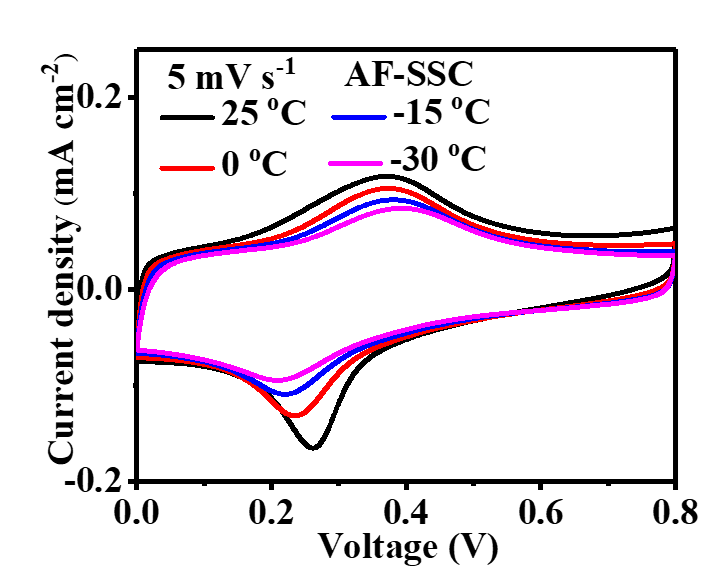 5 mV s⁻¹ AF-SSC
25 ºC -15 ºC
0 ºC -30 ºC
Current density (mA cm⁻²)
0.2
0.0
-0.2
0.0 0.2 0.4 0.6 0.8
Voltage (V)